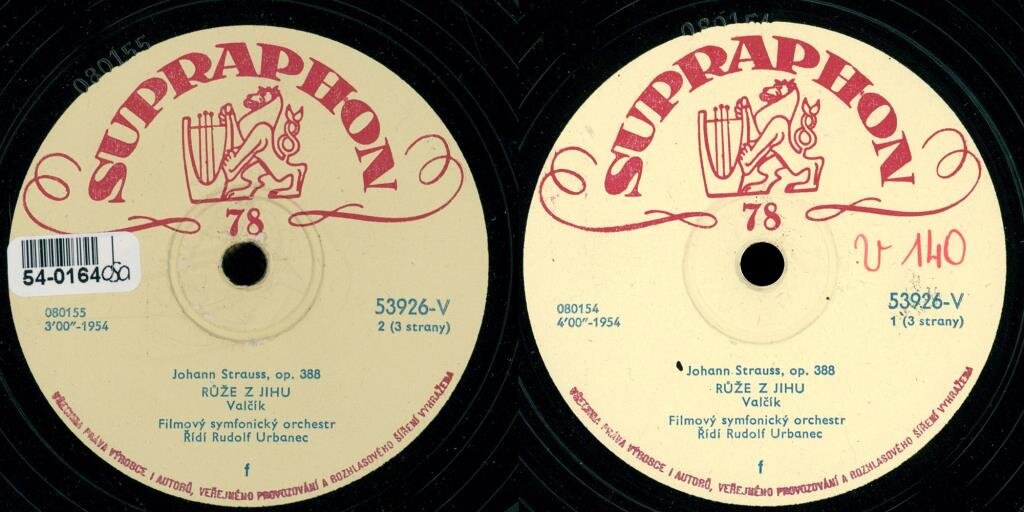 080155
SUPRAPHON
78
54-0164
080155
3′00″-1954
53926-V
2 (3 strany)
Johann Strauss, op. 388
RŮŽE Z JIHU
Valčík
Filmový symfonický orchestr
Řídí Rudolf Urbanec
f
VŠECHNA PRÁVA VÝROBCE I AUTORŮ, VEŘEJNÉHO PROVOZOVÁNÍ A ROZHLASOVÉHO ŠÍŘENÍ VYHRAŽENA
080154
SUPRAPHON
78
V 140
080154
4′00″-1954
53926-V
1 (3 strany)
Johann Strauss, op. 388
RŮŽE Z JIHU
Valčík
Filmový symfonický orchestr
Řídí Rudolf Urbanec
f
VŠECHNA PRÁVA VÝROBCE I AUTORŮ, VEŘEJNÉHO PROVOZOVÁNÍ A ROZHLASOVÉHO ŠÍŘENÍ VYHRAŽENA